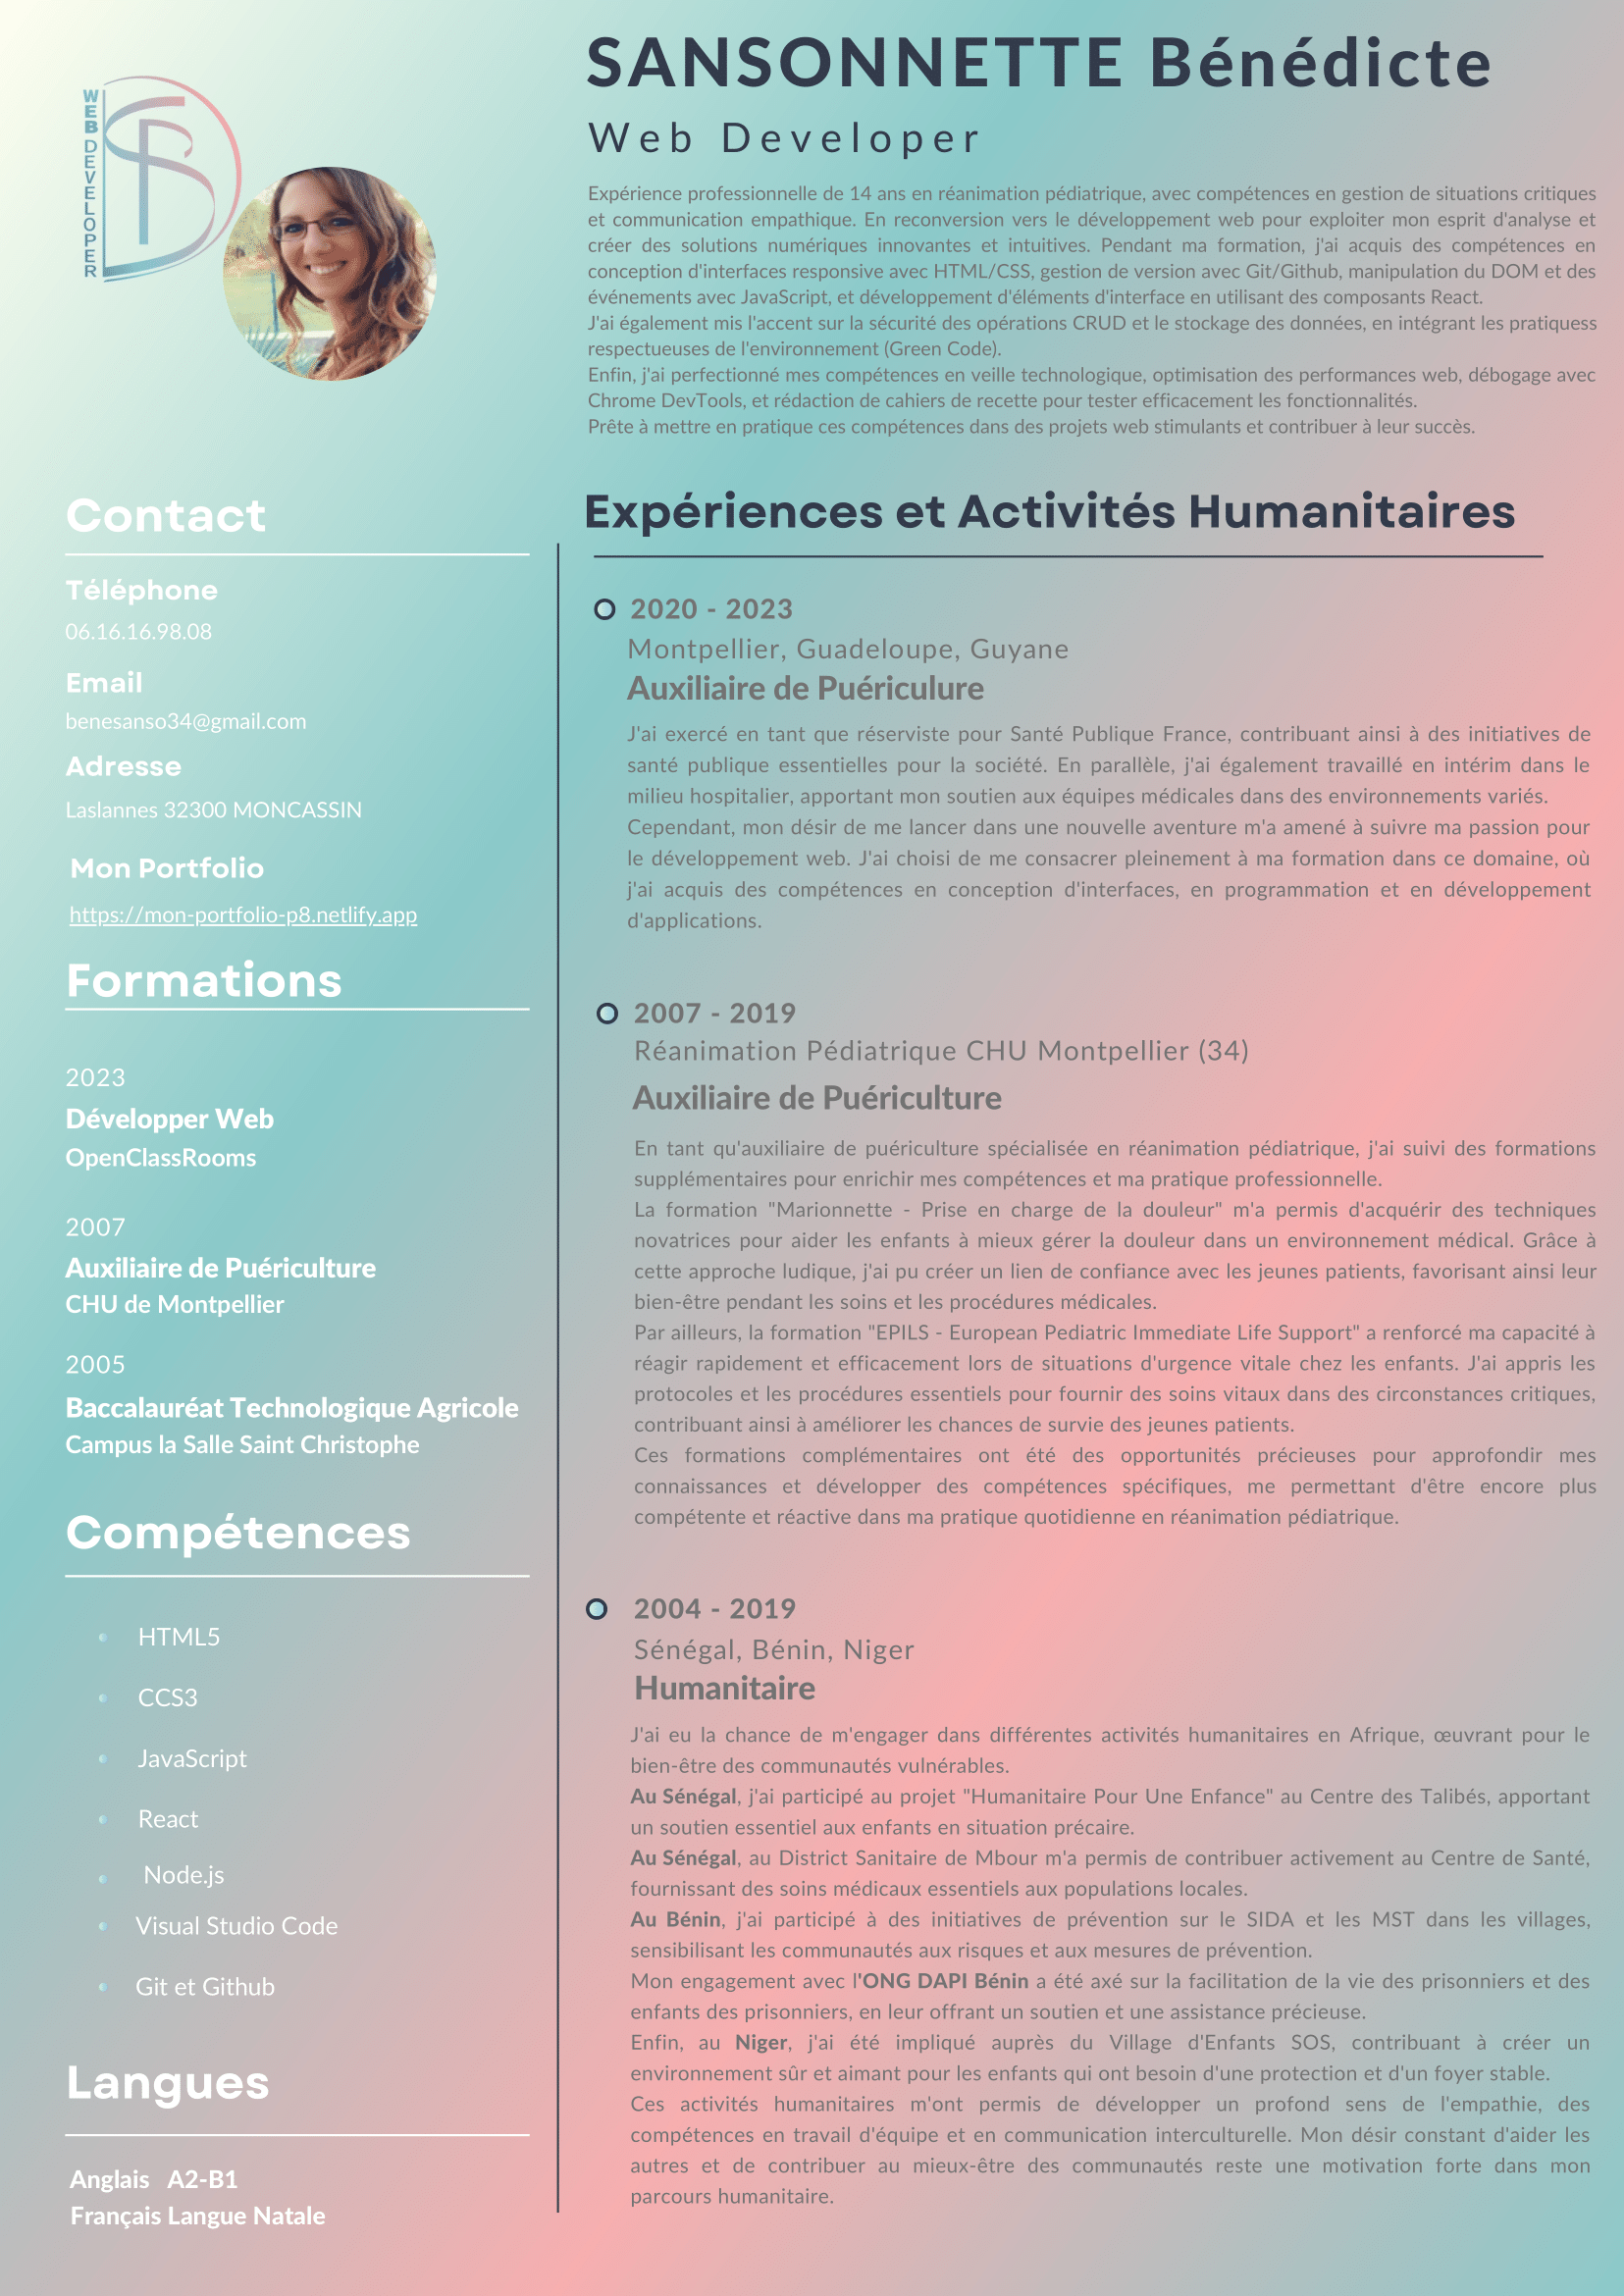 WEB DEVELOPER
SANSONNETTE Bénédicte
Web Developer
Expérience professionnelle de 14 ans en réanimation pédiatrique, avec compétences en gestion de situations critiques
et communication empathique. En reconversion vers le développement web pour exploiter mon esprit d'analyse et
créer des solutions numériques innovantes et intuitives. Pendant ma formation, j'ai acquis des compétences en
conception d'interfaces responsive avec HTML/CSS, gestion de version avec Git/Github, manipulation du DOM et des
événements avec JavaScript, et développement d'éléments d'interface en utilisant des composants React.
J'ai également mis l'accent sur la sécurité des opérations CRUD et le stockage des données, en intégrant les pratiquess
respectueuses de l'environnement (Green Code).
Enfin, j'ai perfectionné mes compétences en veille technologique, optimisation des performances web, débogage avec
Chrome DevTools, et rédaction de cahiers de recette pour tester efficacement les fonctionnalités.
Prête à mettre en pratique ces compétences dans des projets web stimulants et contribuer à leur succès.
Contact
Téléphone
06.16.16.98.08
Email
benesanso34@gmail.com
Adresse
Laslannes 32300 MONCASSIN
Mon Portfolio
https://mon-portfolio-p8.netlify.app
Formations
2023
Développer Web
OpenClassRooms
2007
Auxiliaire de Puériculture
CHU de Montpellier
2005
Baccalauréat Technologique Agricole
Campus la Salle Saint Christophe
Compétences
HTML5
CCS3
JavaScript
React
Node.js
Visual Studio Code
Git et Github
Langues
Anglais A2-B1
Français Langue Natale
Expériences et Activités Humanitaires
2020 - 2023
Montpellier, Guadeloupe, Guyane
Auxiliaire de Puériculure
J'ai exercé en tant que réserviste pour Santé Publique France, contribuant ainsi à des initiatives de
santé publique essentielles pour la société. En parallèle, j'ai également travaillé en intérim dans le
milieu hospitalier, apportant mon soutien aux équipes médicales dans des environnements variés.
Cependant, mon désir de me lancer dans une nouvelle aventure m'a amené à suivre ma passion pour
le développement web. J'ai choisi de me consacrer pleinement à ma formation dans ce domaine, où
j'ai acquis des compétences en conception d'interfaces, en programmation et en développement
d'applications.
2007 - 2019
Réanimation Pédiatrique CHU Montpellier (34)
Auxiliaire de Puériculture
En tant qu'auxiliaire de puériculture spécialisée en réanimation pédiatrique, j'ai suivi des formations
supplémentaires pour enrichir mes compétences et ma pratique professionnelle.
La formation "Marionnette - Prise en charge de la douleur" m'a permis d'acquérir des techniques
novatrices pour aider les enfants à mieux gérer la douleur dans un environnement médical. Grâce à
cette approche ludique, j'ai pu créer un lien de confiance avec les jeunes patients, favorisant ainsi leur
bien-être pendant les soins et les procédures médicales.
Par ailleurs, la formation "EPILS - European Pediatric Immediate Life Support" a renforcé ma capacité à
réagir rapidement et efficacement lors de situations d'urgence vitale chez les enfants. J'ai appris les
protocoles et les procédures essentiels pour fournir des soins vitaux dans des circonstances critiques,
contribuant ainsi à améliorer les chances de survie des jeunes patients.
Ces formations complémentaires ont été des opportunités précieuses pour approfondir mes
connaissances et développer des compétences spécifiques, me permettant d'être encore plus
compétente et réactive dans ma pratique quotidienne en réanimation pédiatrique.
2004 - 2019
Sénégal, Bénin, Niger
Humanitaire
J'ai eu la chance de m'engager dans différentes activités humanitaires en Afrique, œuvrant pour le
bien-être des communautés vulnérables.
Au Sénégal, j'ai participé au projet "Humanitaire Pour Une Enfance" au Centre des Talibés, apportant
un soutien essentiel aux enfants en situation précaire.
Au Sénégal, au District Sanitaire de Mbour m'a permis de contribuer activement au Centre de Santé,
fournissant des soins médicaux essentiels aux populations locales.
Au Bénin, j'ai participé à des initiatives de prévention sur le SIDA et les MST dans les villages,
sensibilisant les communautés aux risques et aux mesures de prévention.
Mon engagement avec l'ONG DAPI Bénin a été axé sur la facilitation de la vie des prisonniers et des
enfants des prisonniers, en leur offrant un soutien et une assistance précieuse.
Enfin, au Niger, j'ai été impliqué auprès du Village d'Enfants SOS, contribuant à créer un
environnement sûr et aimant pour les enfants qui ont besoin d'une protection et d'un foyer stable.
Ces activités humanitaires m'ont permis de développer un profond sens de l'empathie, des
compétences en travail d'équipe et en communication interculturelle. Mon désir constant d'aider les
autres et de contribuer au mieux-être des communautés reste une motivation forte dans mon
parcours humanitaire.